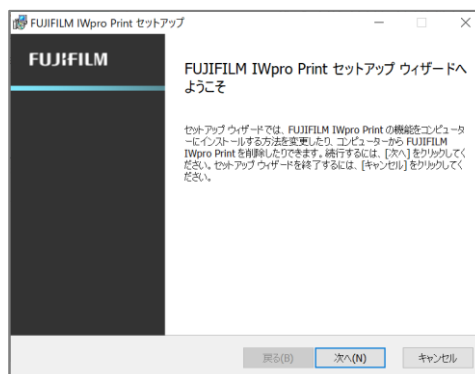 FUJIFILM IWpro Print セットアップ
FUJIFILM
FUJIFILM IWpro Print セットアップ ウィザードへ
ようこそ
セットアップ ウィザードでは、FUJIFILM IWpro Print の機能をコンピュータ
ーにインストールする方法を変更したり、コンピューターから FUJIFILM
IWpro Print を削除したりできます。続行するには、[次へ] をクリックしてく
ださい。セットアップ ウィザードを終了するには、[キャンセル] をクリックしてく
ださい。
戻る(B) 次へ(N) キャンセル